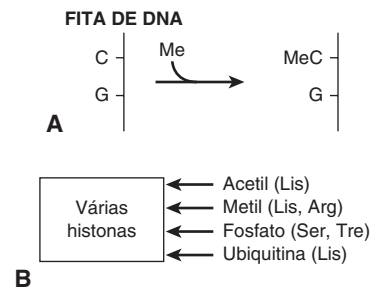 FITA DE DNA
C
Me
MeC
G
G
A
Várias
histonas
Acetil (Lis)
Metil (Lis, Arg)
Fosfato (Ser, Tre)
Ubiquitina (Lis)
B